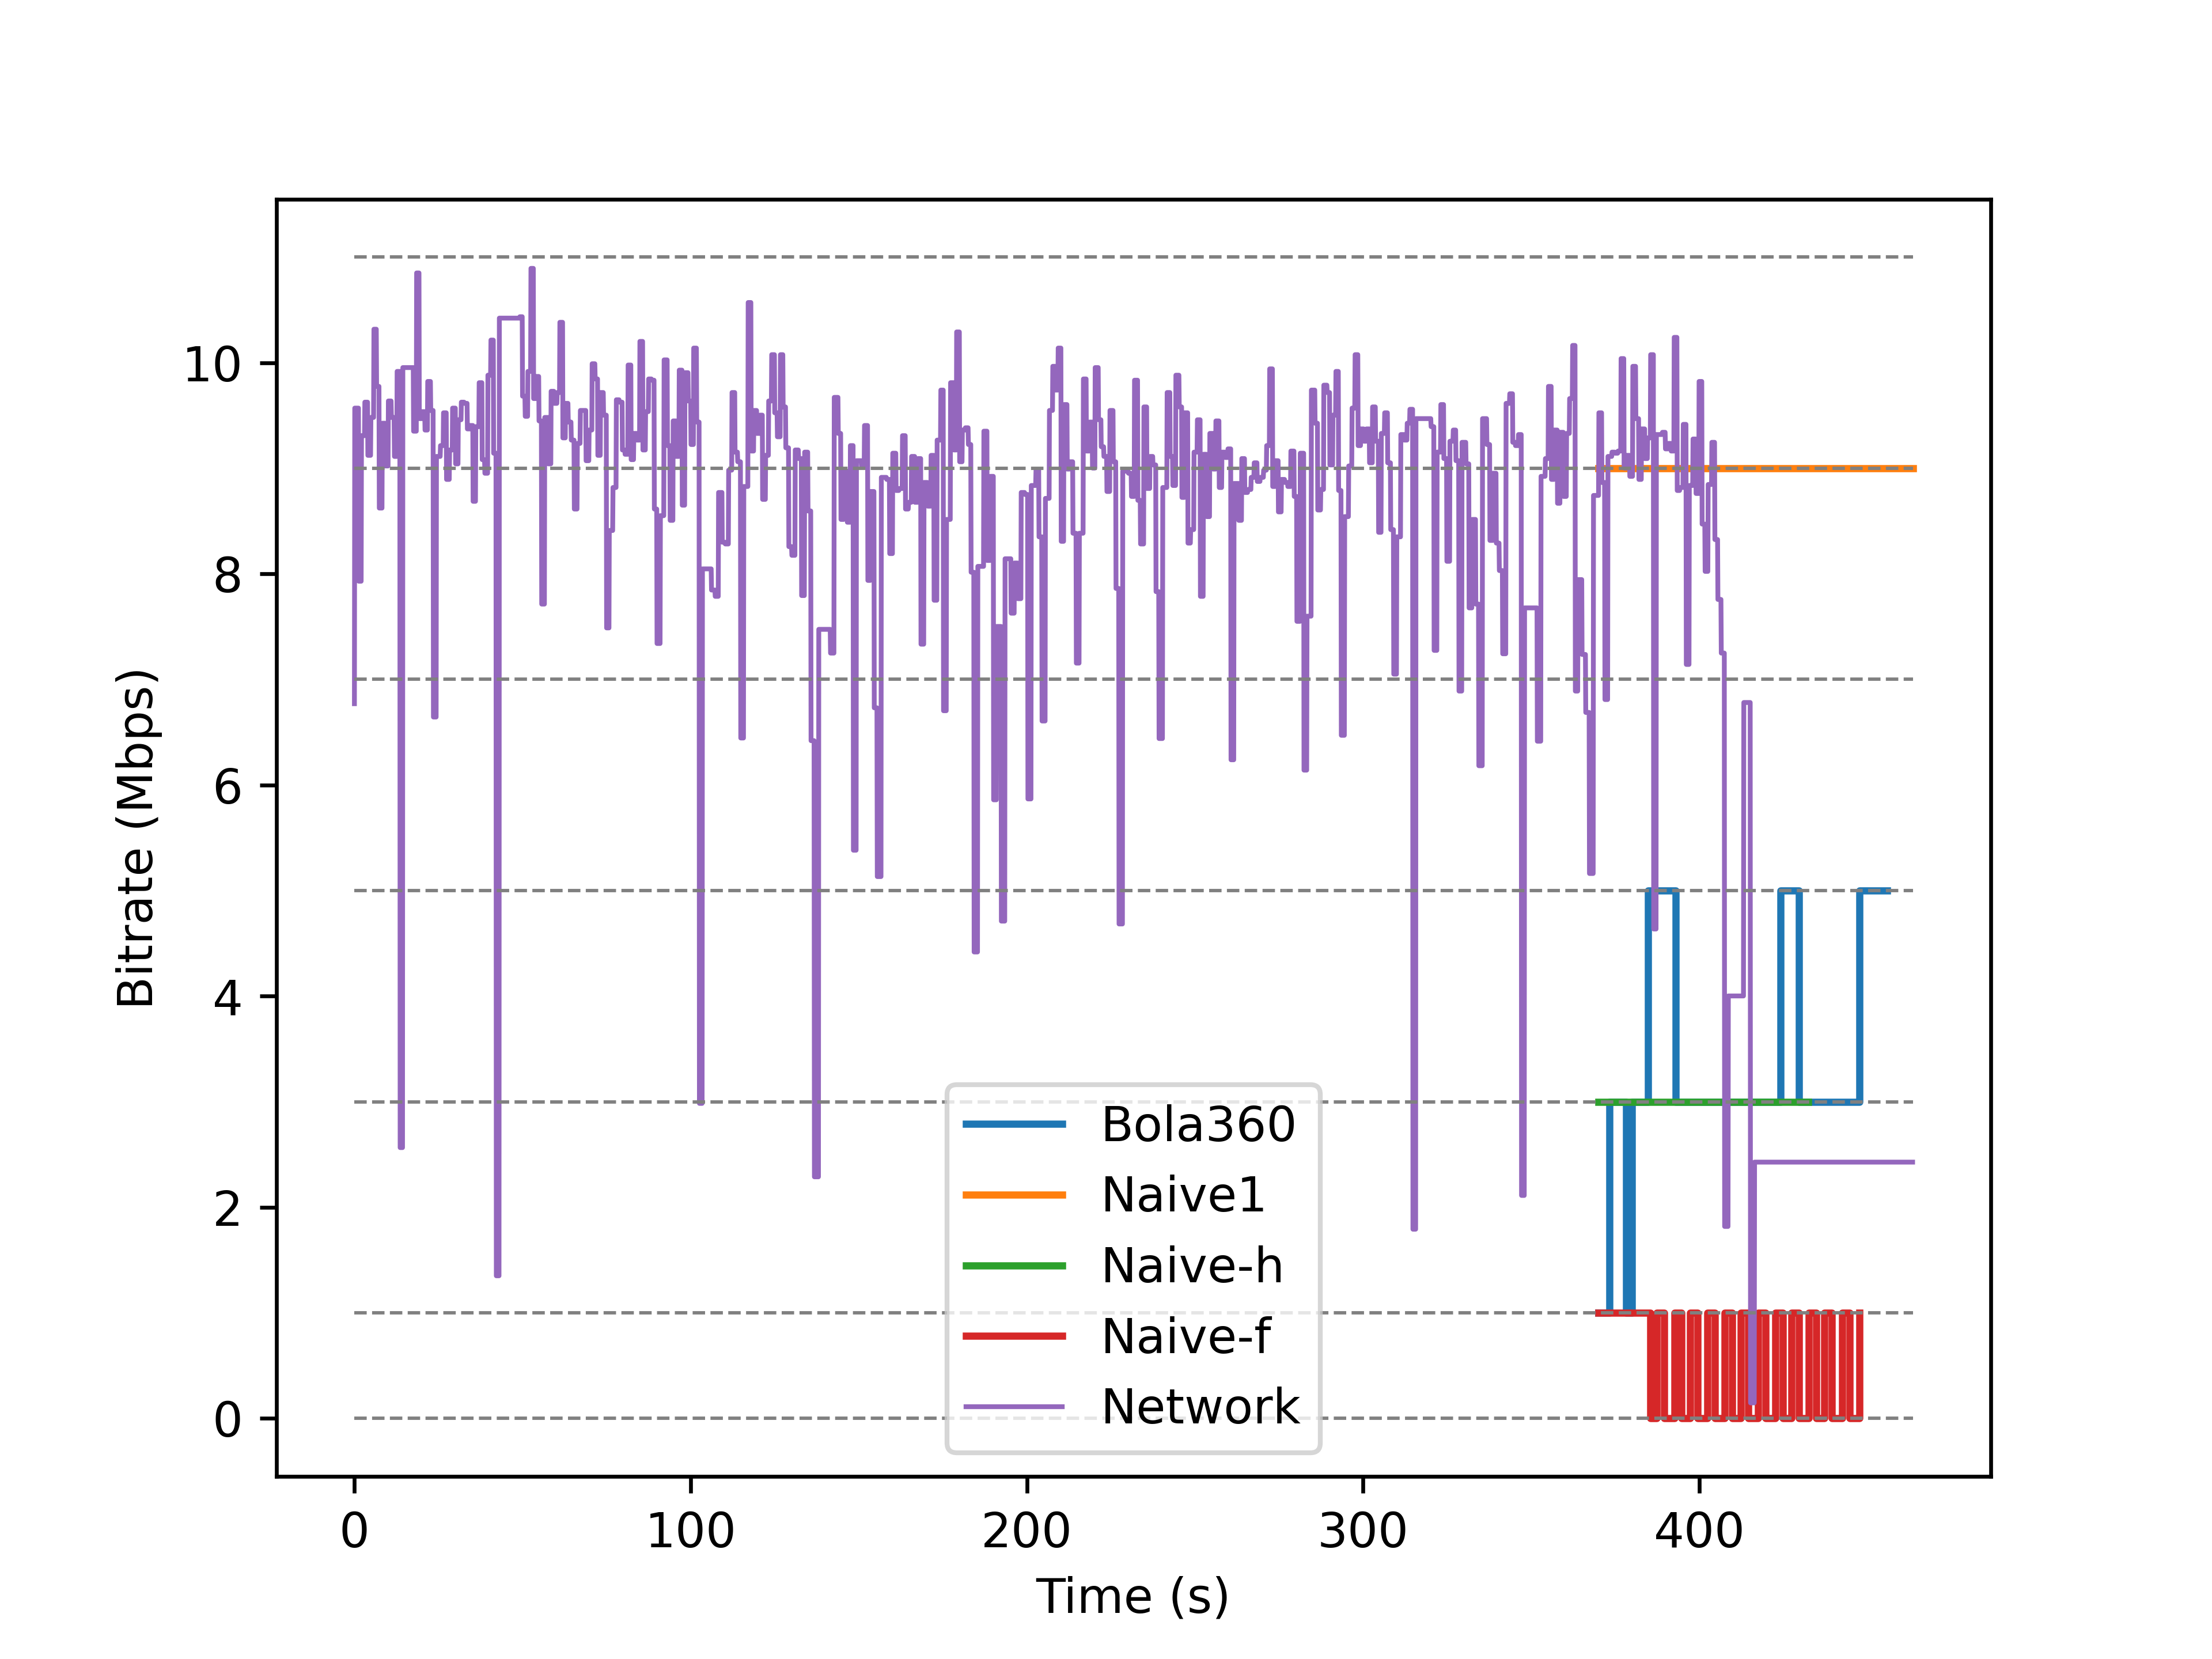 10
8
6
4
2
0
Bitrate (Mbps)
Bola360
Naive1
Naive-h
Naive-f
Network
0 100 200 300 400
Time (s)